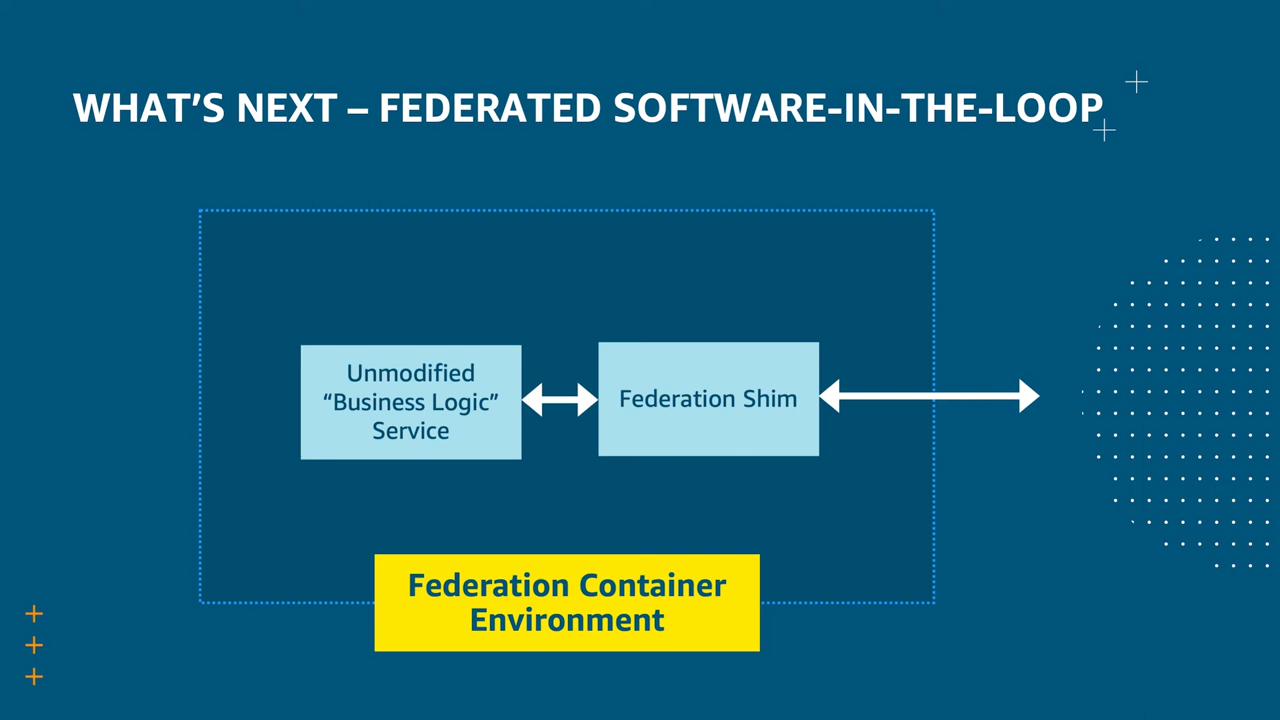 WHAT’S NEXT – FEDERATED SOFTWARE-IN-THE-LOOP
Unmodified
“Business Logic”
Service
Federation Shim
Federation Container
Environment